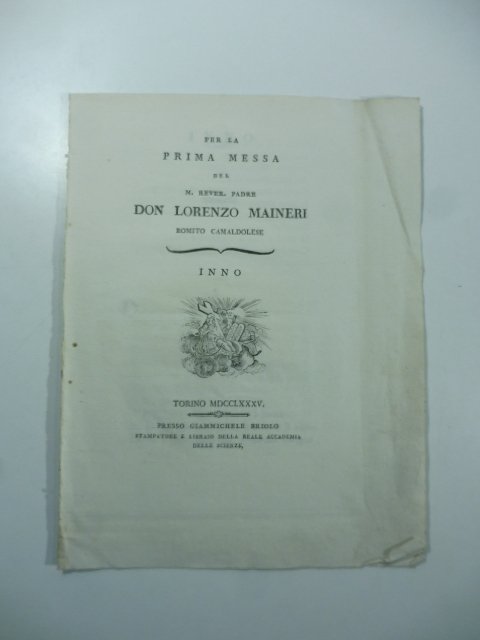 PER LA
PRIMA MESSA
DEL
M. REVER. PADRE
DON LORENZO MAINERI
ROMITO CAMALDOLESE
INNO
TORINO MDCCLXXXV.
PRESSO GIAMMICHELE BRIOLO
STAMPATORE E LIBRAIO DELLA REALE ACCADEMIA
DELLE SCIENZE,